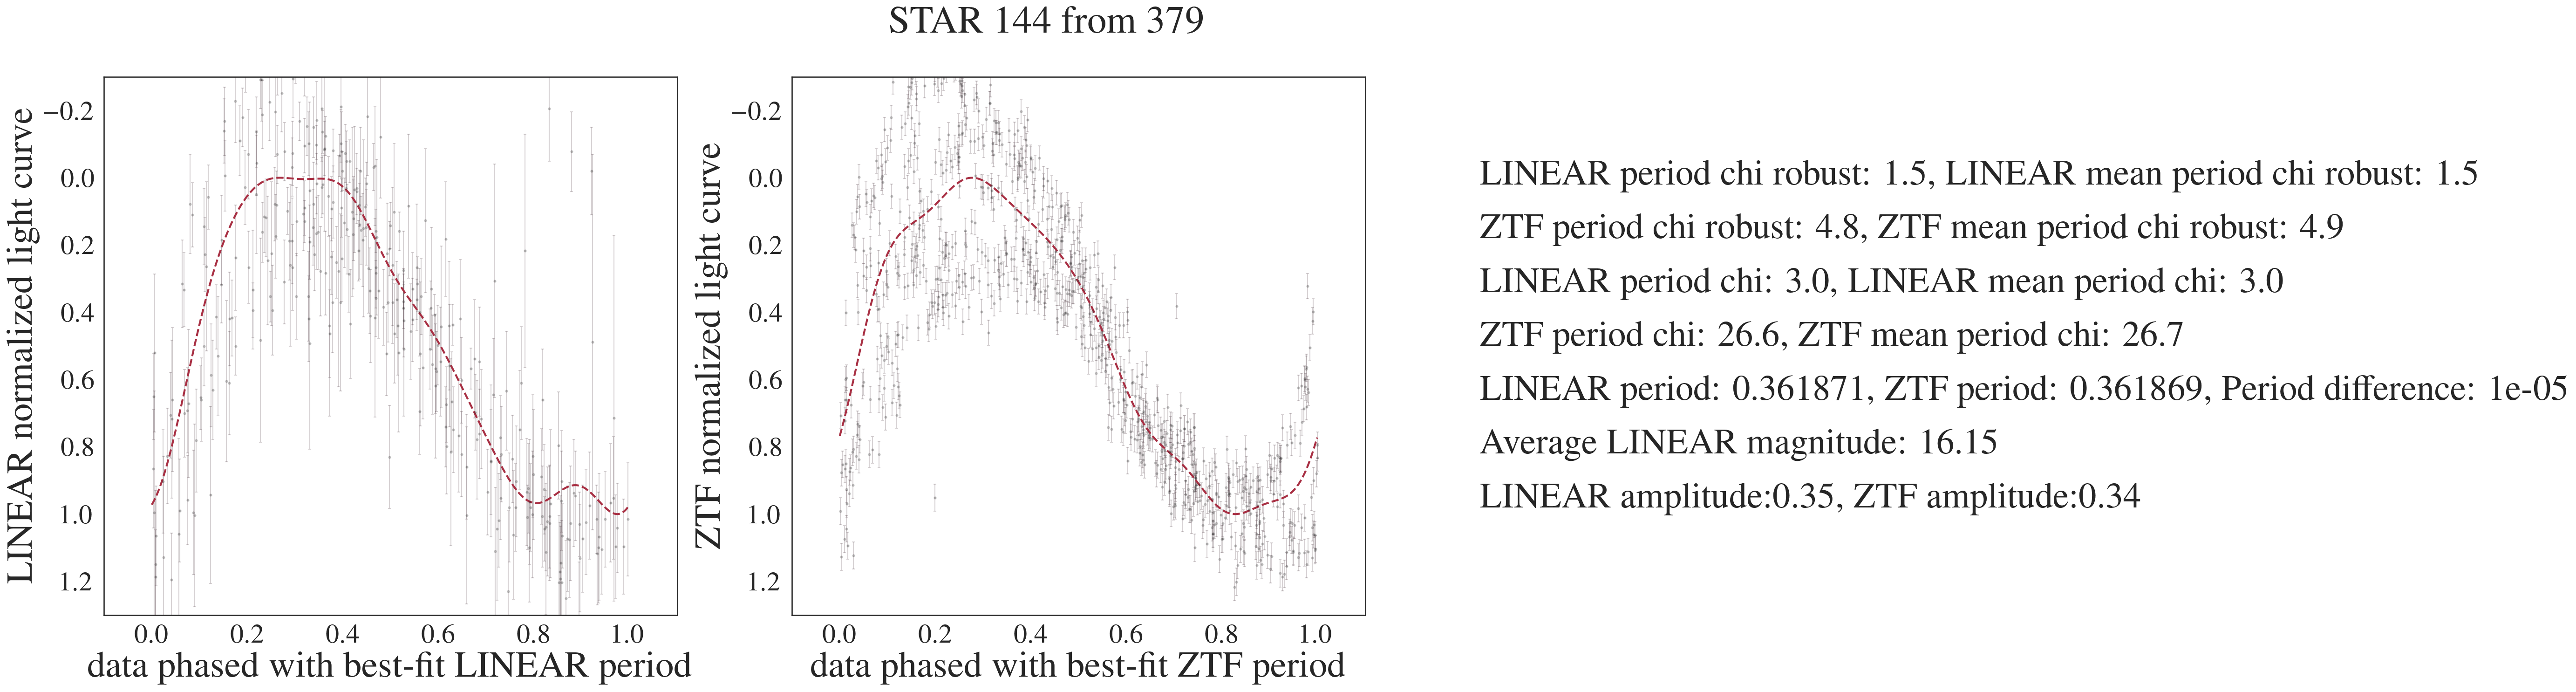 STAR 144 from 379
LINEAR normalized light curve
−0.2
0.0
0.2
0.4
0.6
0.8
1.0
1.2
0.0 0.2 0.4 0.6 0.8 1.0
data phased with best-fit LINEAR period
ZTF normalized light curve
−0.2
0.0
0.2
0.4
0.6
0.8
1.0
1.2
0.0 0.2 0.4 0.6 0.8 1.0
data phased with best-fit ZTF period
LINEAR period chi robust: 1.5, LINEAR mean period chi robust: 1.5
ZTF period chi robust: 4.8, ZTF mean period chi robust: 4.9
LINEAR period chi: 3.0, LINEAR mean period chi: 3.0
ZTF period chi: 26.6, ZTF mean period chi: 26.7
LINEAR period: 0.361871, ZTF period: 0.361869, Period difference: 1e-05
Average LINEAR magnitude: 16.15
LINEAR amplitude:0.35, ZTF amplitude:0.34